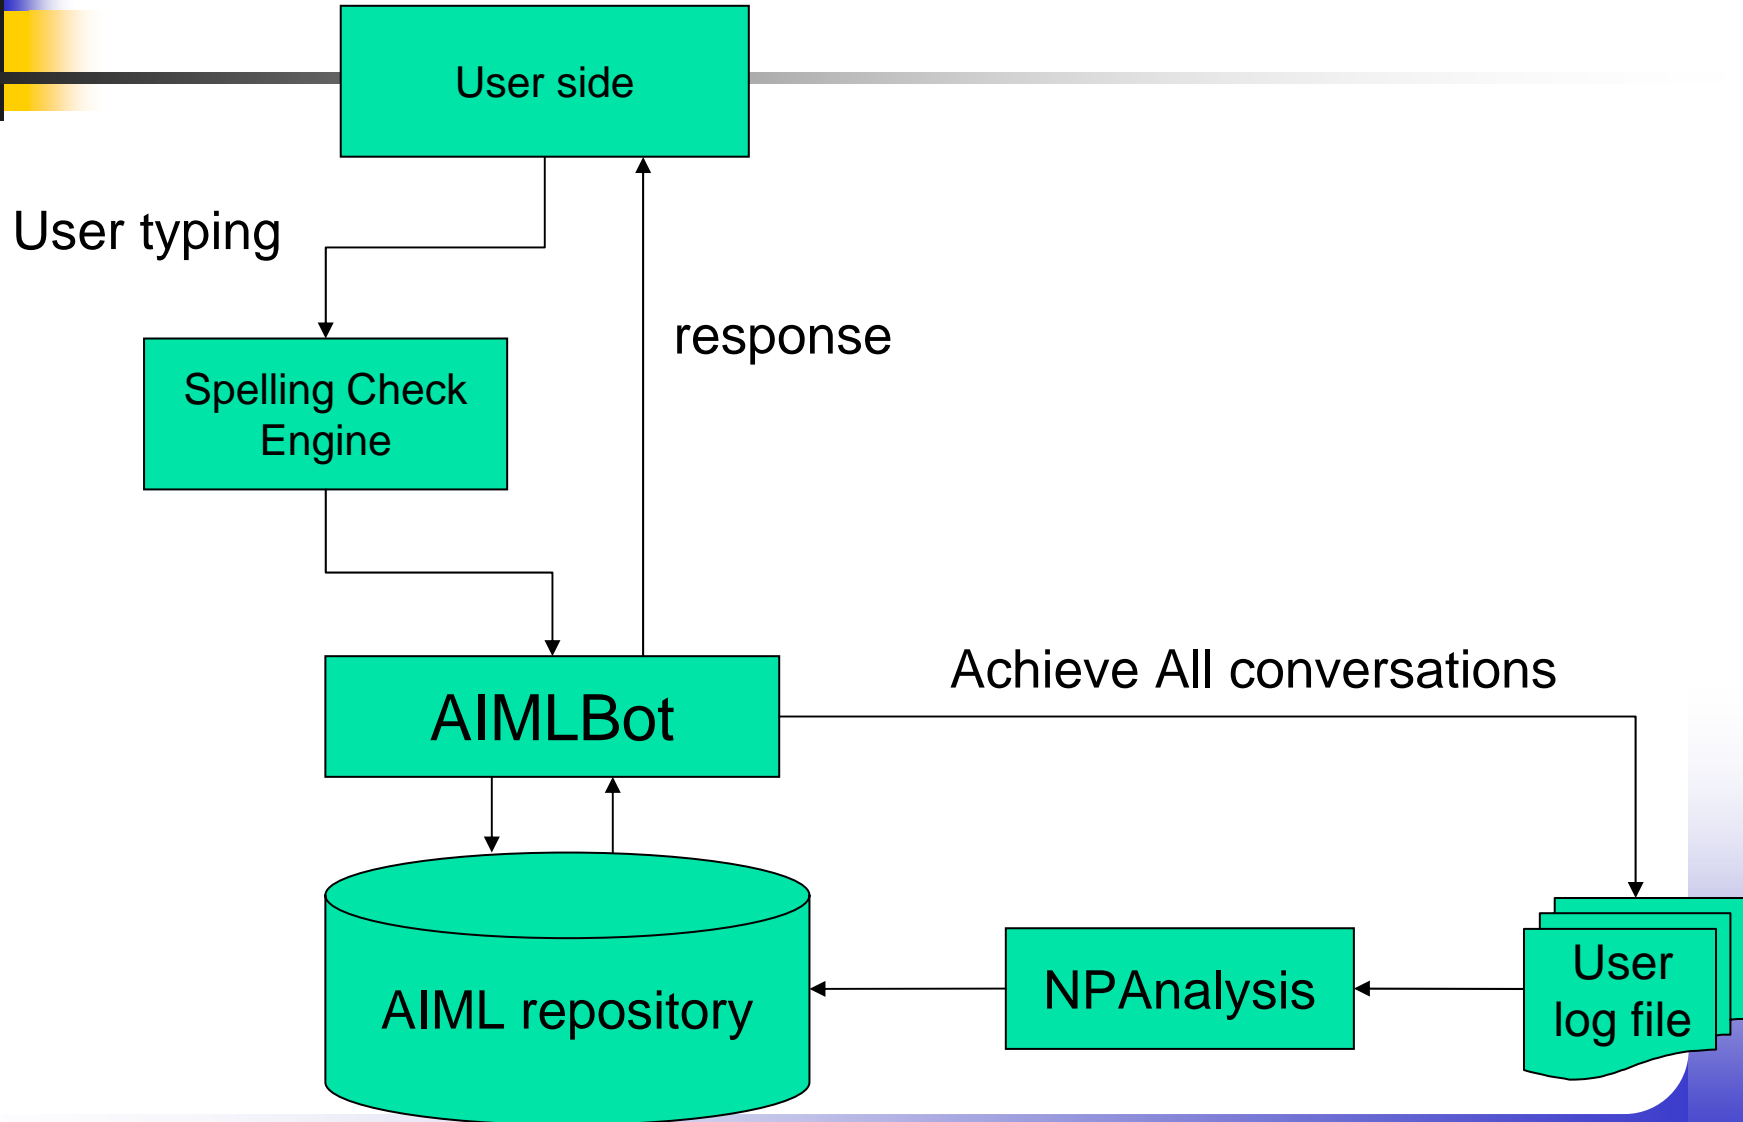 User side
User typing
response
Spelling Check
Engine
Achieve All conversations
AIMLBot
AIML repository
NPAnalysis
User
log file